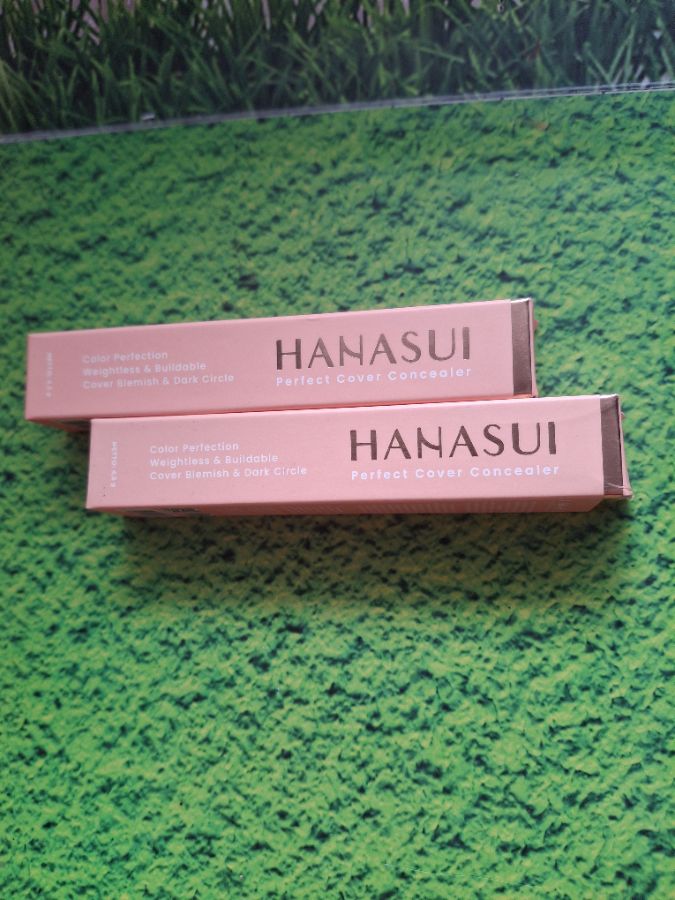 HANASUI
Perfect Cover Concealer
Color Perfection
Weightless & Buildable
Cover Blemish & Dark Circle
HANASUI
Perfect Cover Concealer
Color Perfection
Weightless & Buildable
Cover Blemish & Dark Circle